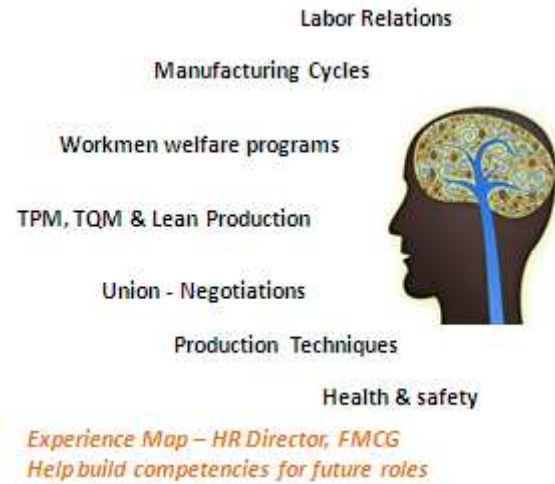 Labor Relations
Manufacturing Cycles
Workmen welfare programs
TPM, TQM & Lean Production
Union - Negotiations
Production Techniques
Health & safety
Experience Map – HR Director, FMCG
Help build competencies for future roles